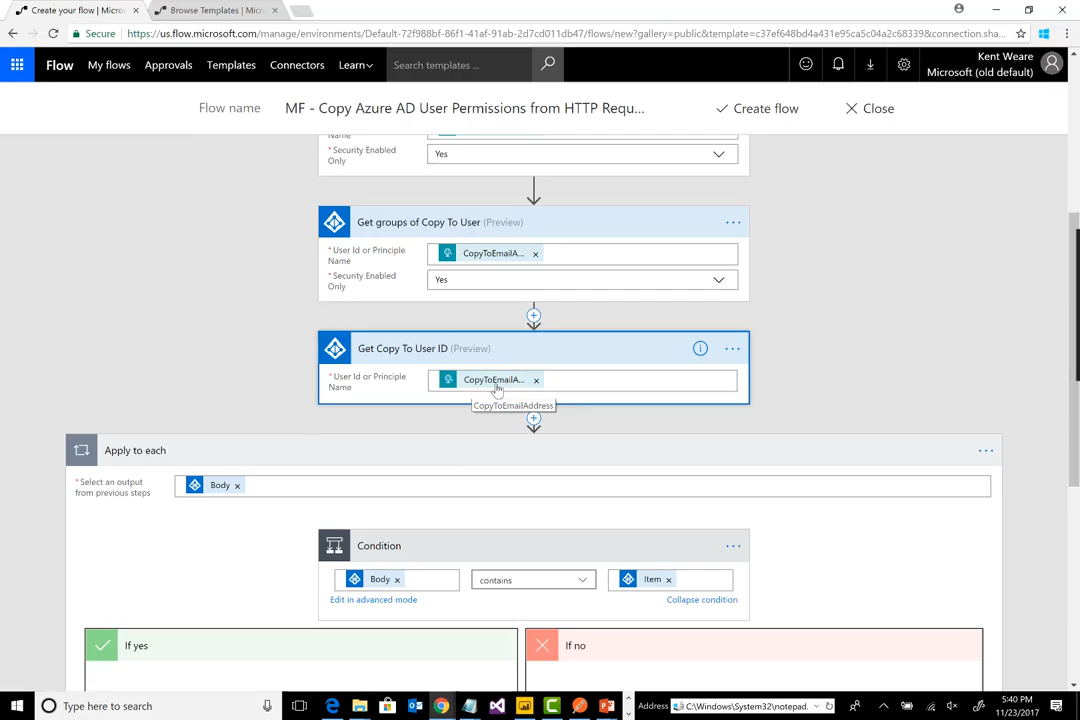 Create your flow | Micros
Browse Templates | Micr
Secure
https://us.flow.microsoft.com/manage/environments/Default-72f988bf-86f1-41af-91ab-2d7cd011db47/flows/new?gallery=public&template=c37ef648bd4a431e95ca5c04a2c68339&connection.sha...
Flow
My flows
Approvals
Templates
Connectors
Learn
Search templates ...
Kent Weare
Microsoft (old default)
Flow name
MF - Copy Azure AD User Permissions from HTTP Requ...
Create flow
Close
Name
* Security Enabled
Only
Yes
Get groups of Copy To User (Preview)
* User Id or Principle
Name
CopyToEmailA... x
* Security Enabled
Only
Yes
Get Copy To User ID (Preview)
* User Id or Principle
Name
CopyToEmailA... x
CopyToEmailAddress
Apply to each
* Select an output
from previous steps
Body x
Condition
Body x
contains
Item x
Edit in advanced mode
Collapse condition
If yes
If no
Type here to search
Address
C:\Windows\System32\notepad.
5:40 PM
11/23/2017